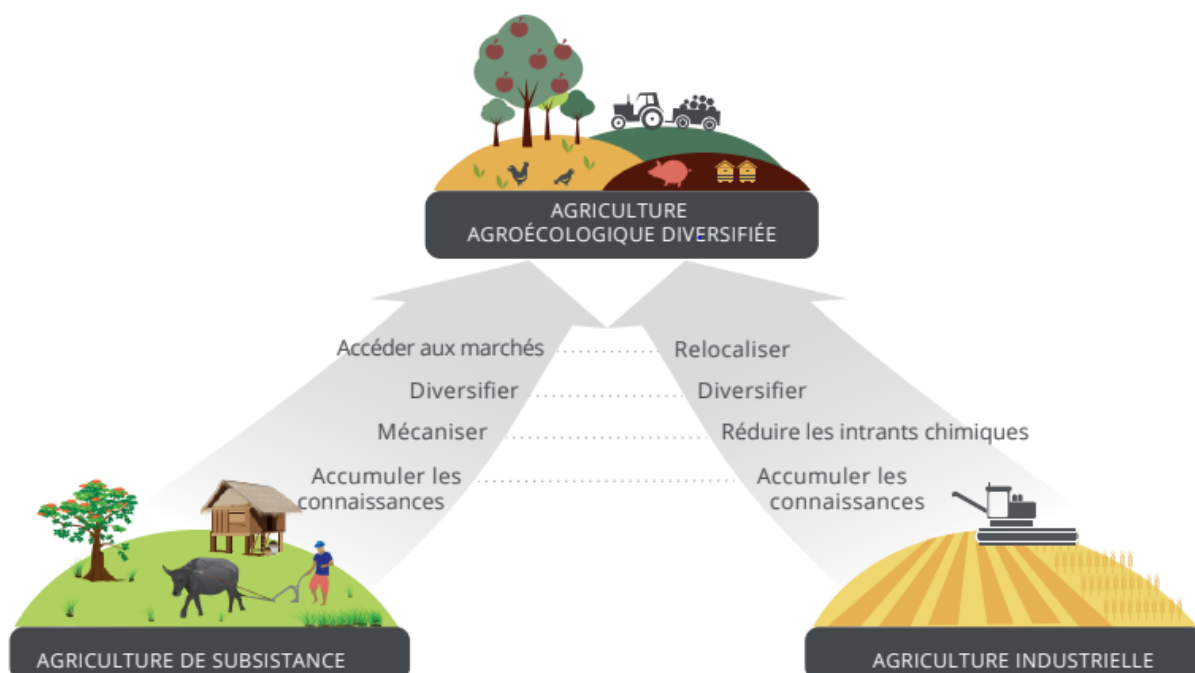 AGRICULTURE
AGROÉCOLOGIQUE DIVERSIFIÉE
Accéder aux marchés
Relocaliser
Diversifier
Diversifier
Mécaniser
Réduire les intrants chimiques
Accumuler les
connaissances
Accumuler les
connaissances
AGRICULTURE DE SUBSISTANCE
AGRICULTURE INDUSTRIELLE